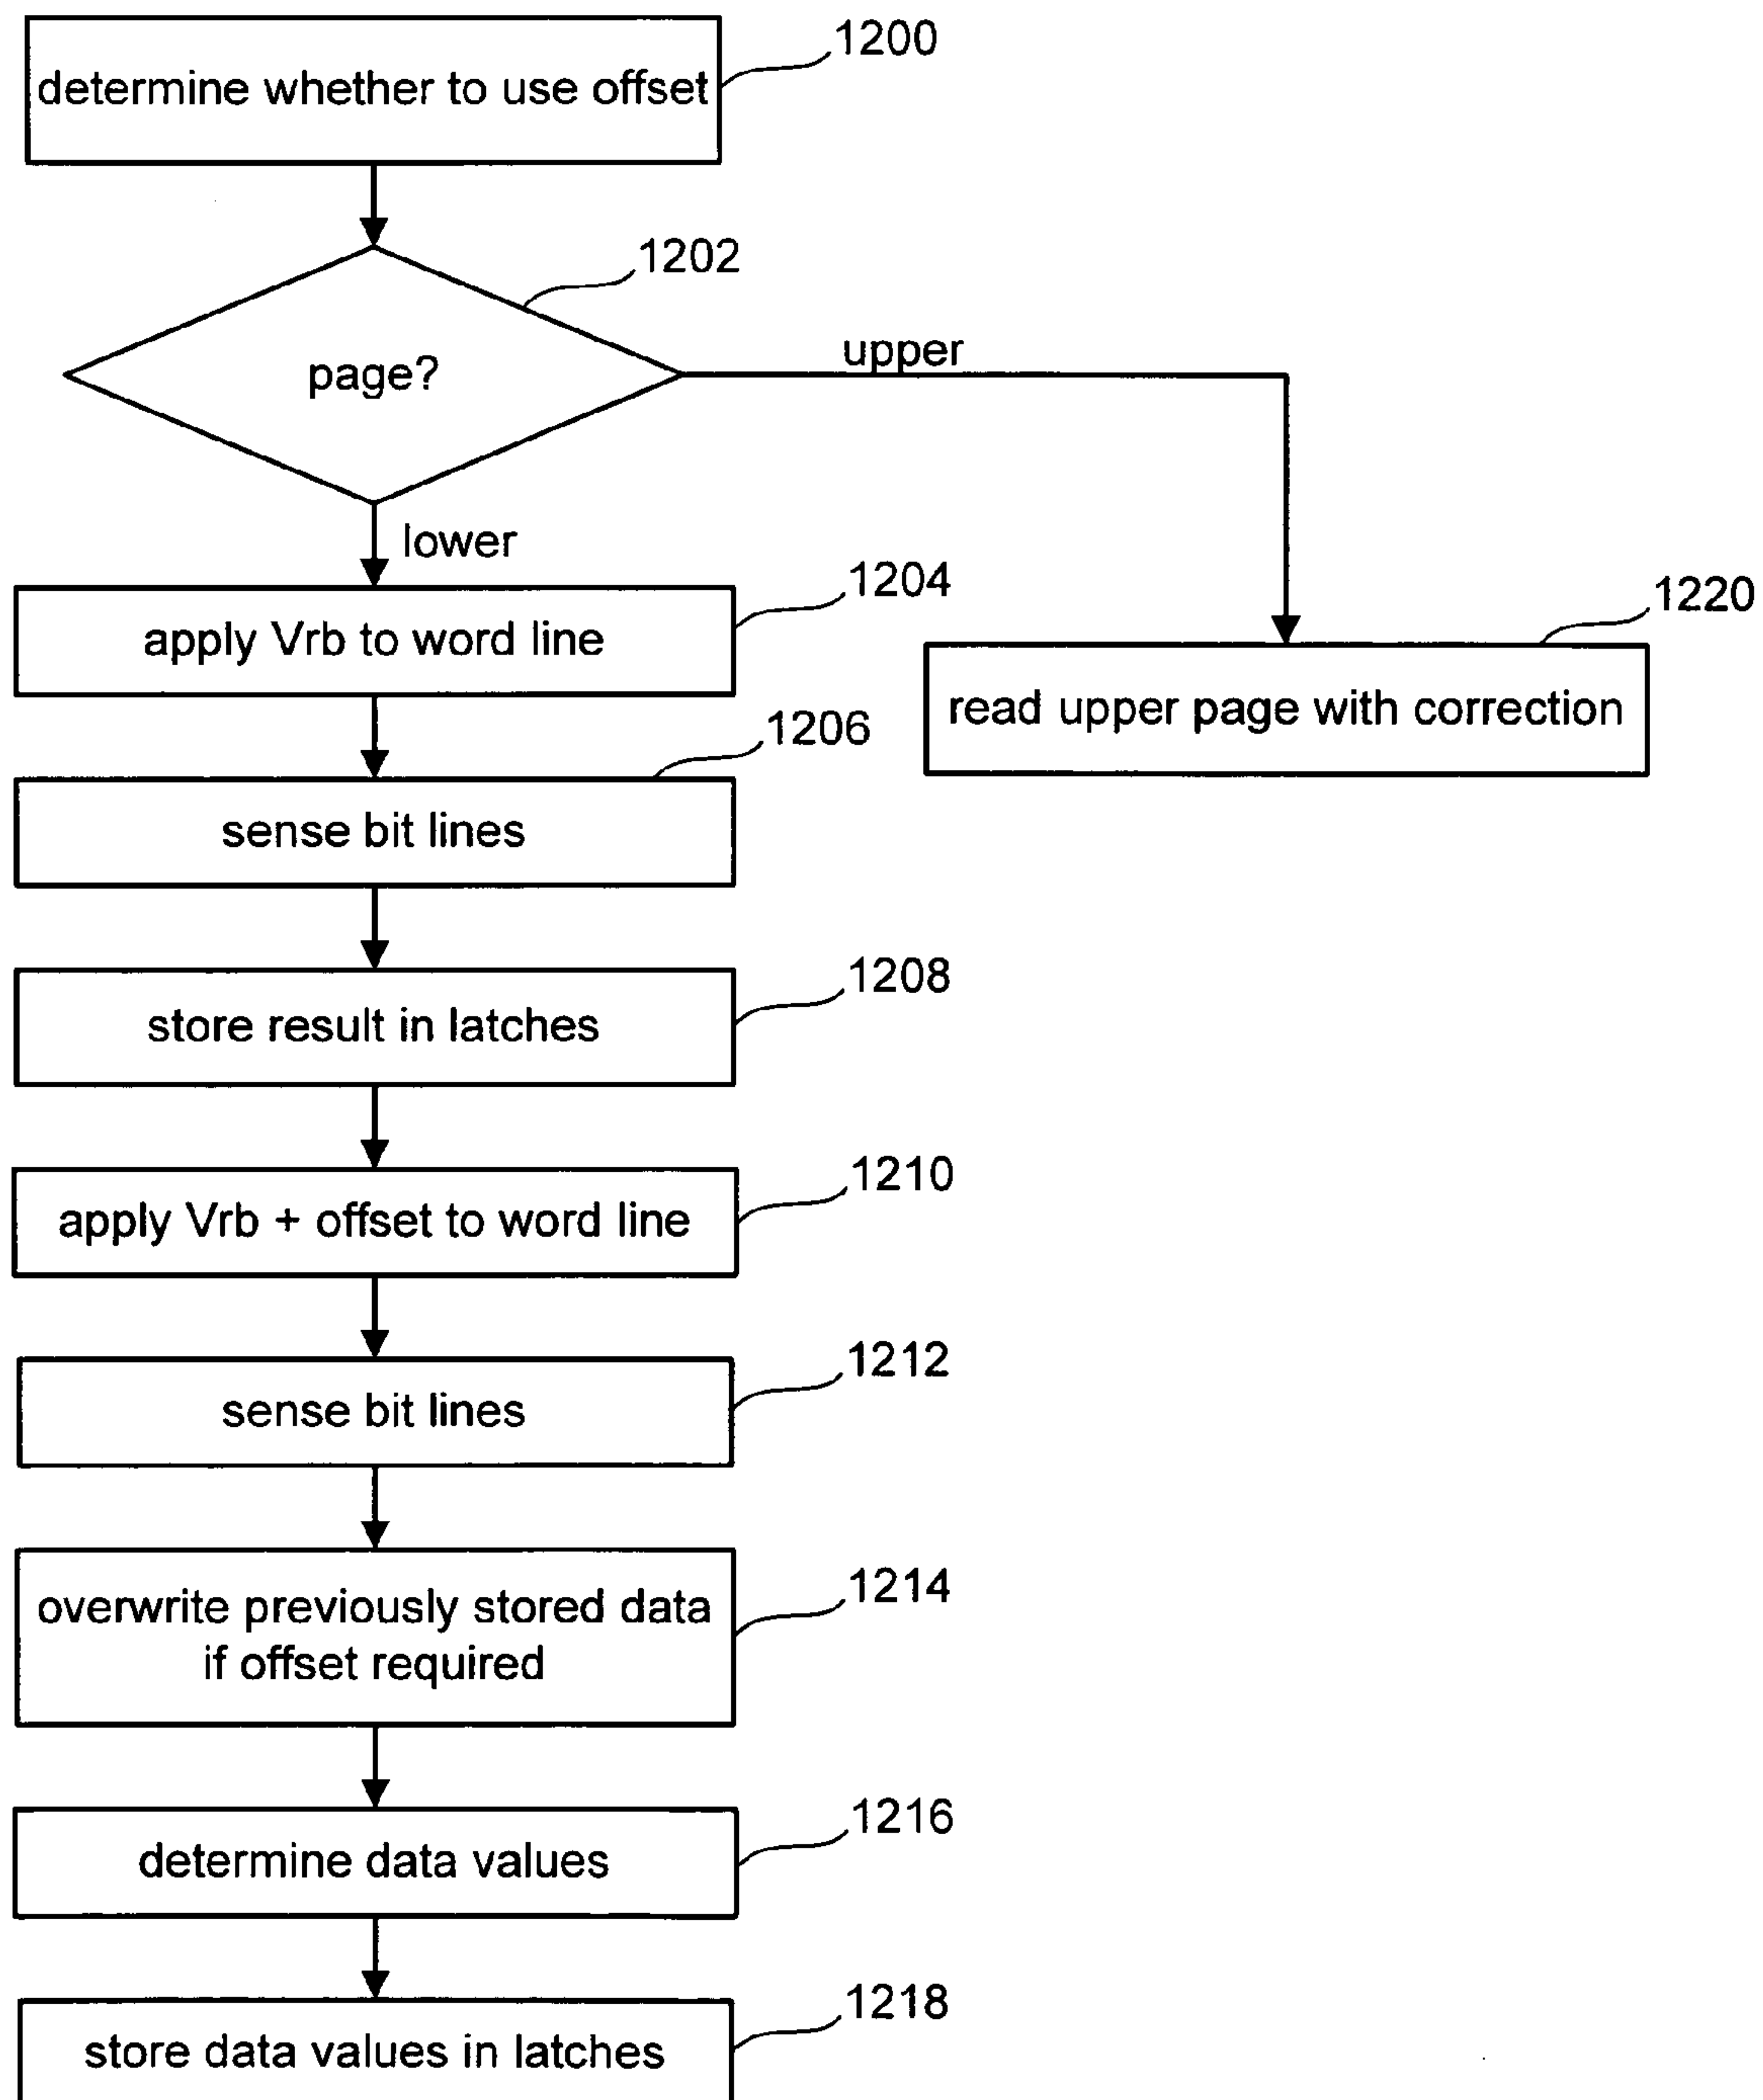 1200
determine whether to use offset
1202
page?
upper
lower
1204
apply Vrb to word line
1220
read upper page with correction
1206
sense bit lines
1208
store result in latches
1210
apply Vrb + offset to word line
1212
sense bit lines
1214
overwrite previously stored data
if offset required
1216
determine data values
1218
store data values in latches